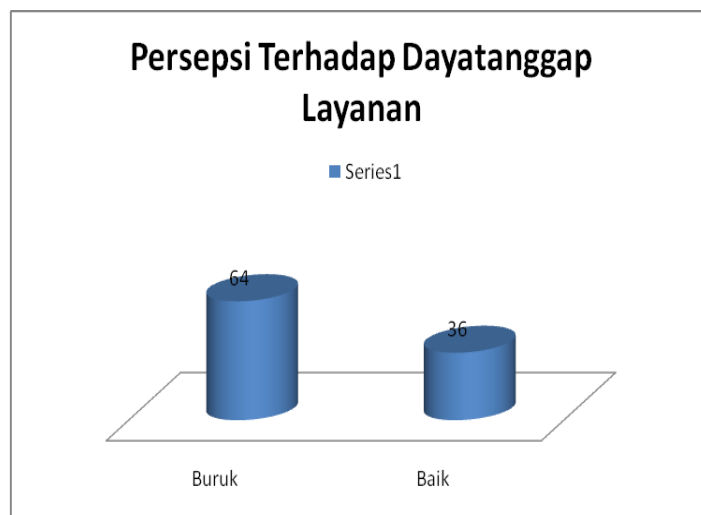 Persepsi Terhadap Dayatanggap
Layanan
Series1
64
36
Buruk
Baik